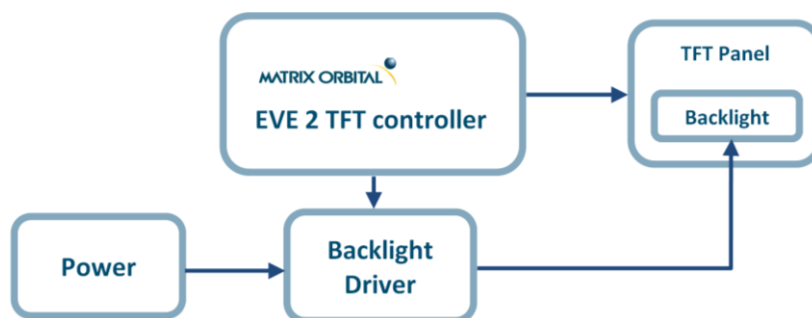 MATRIX ORBITAL
EVE 2 TFT controller
TFT Panel
Backlight
Power
Backlight
Driver